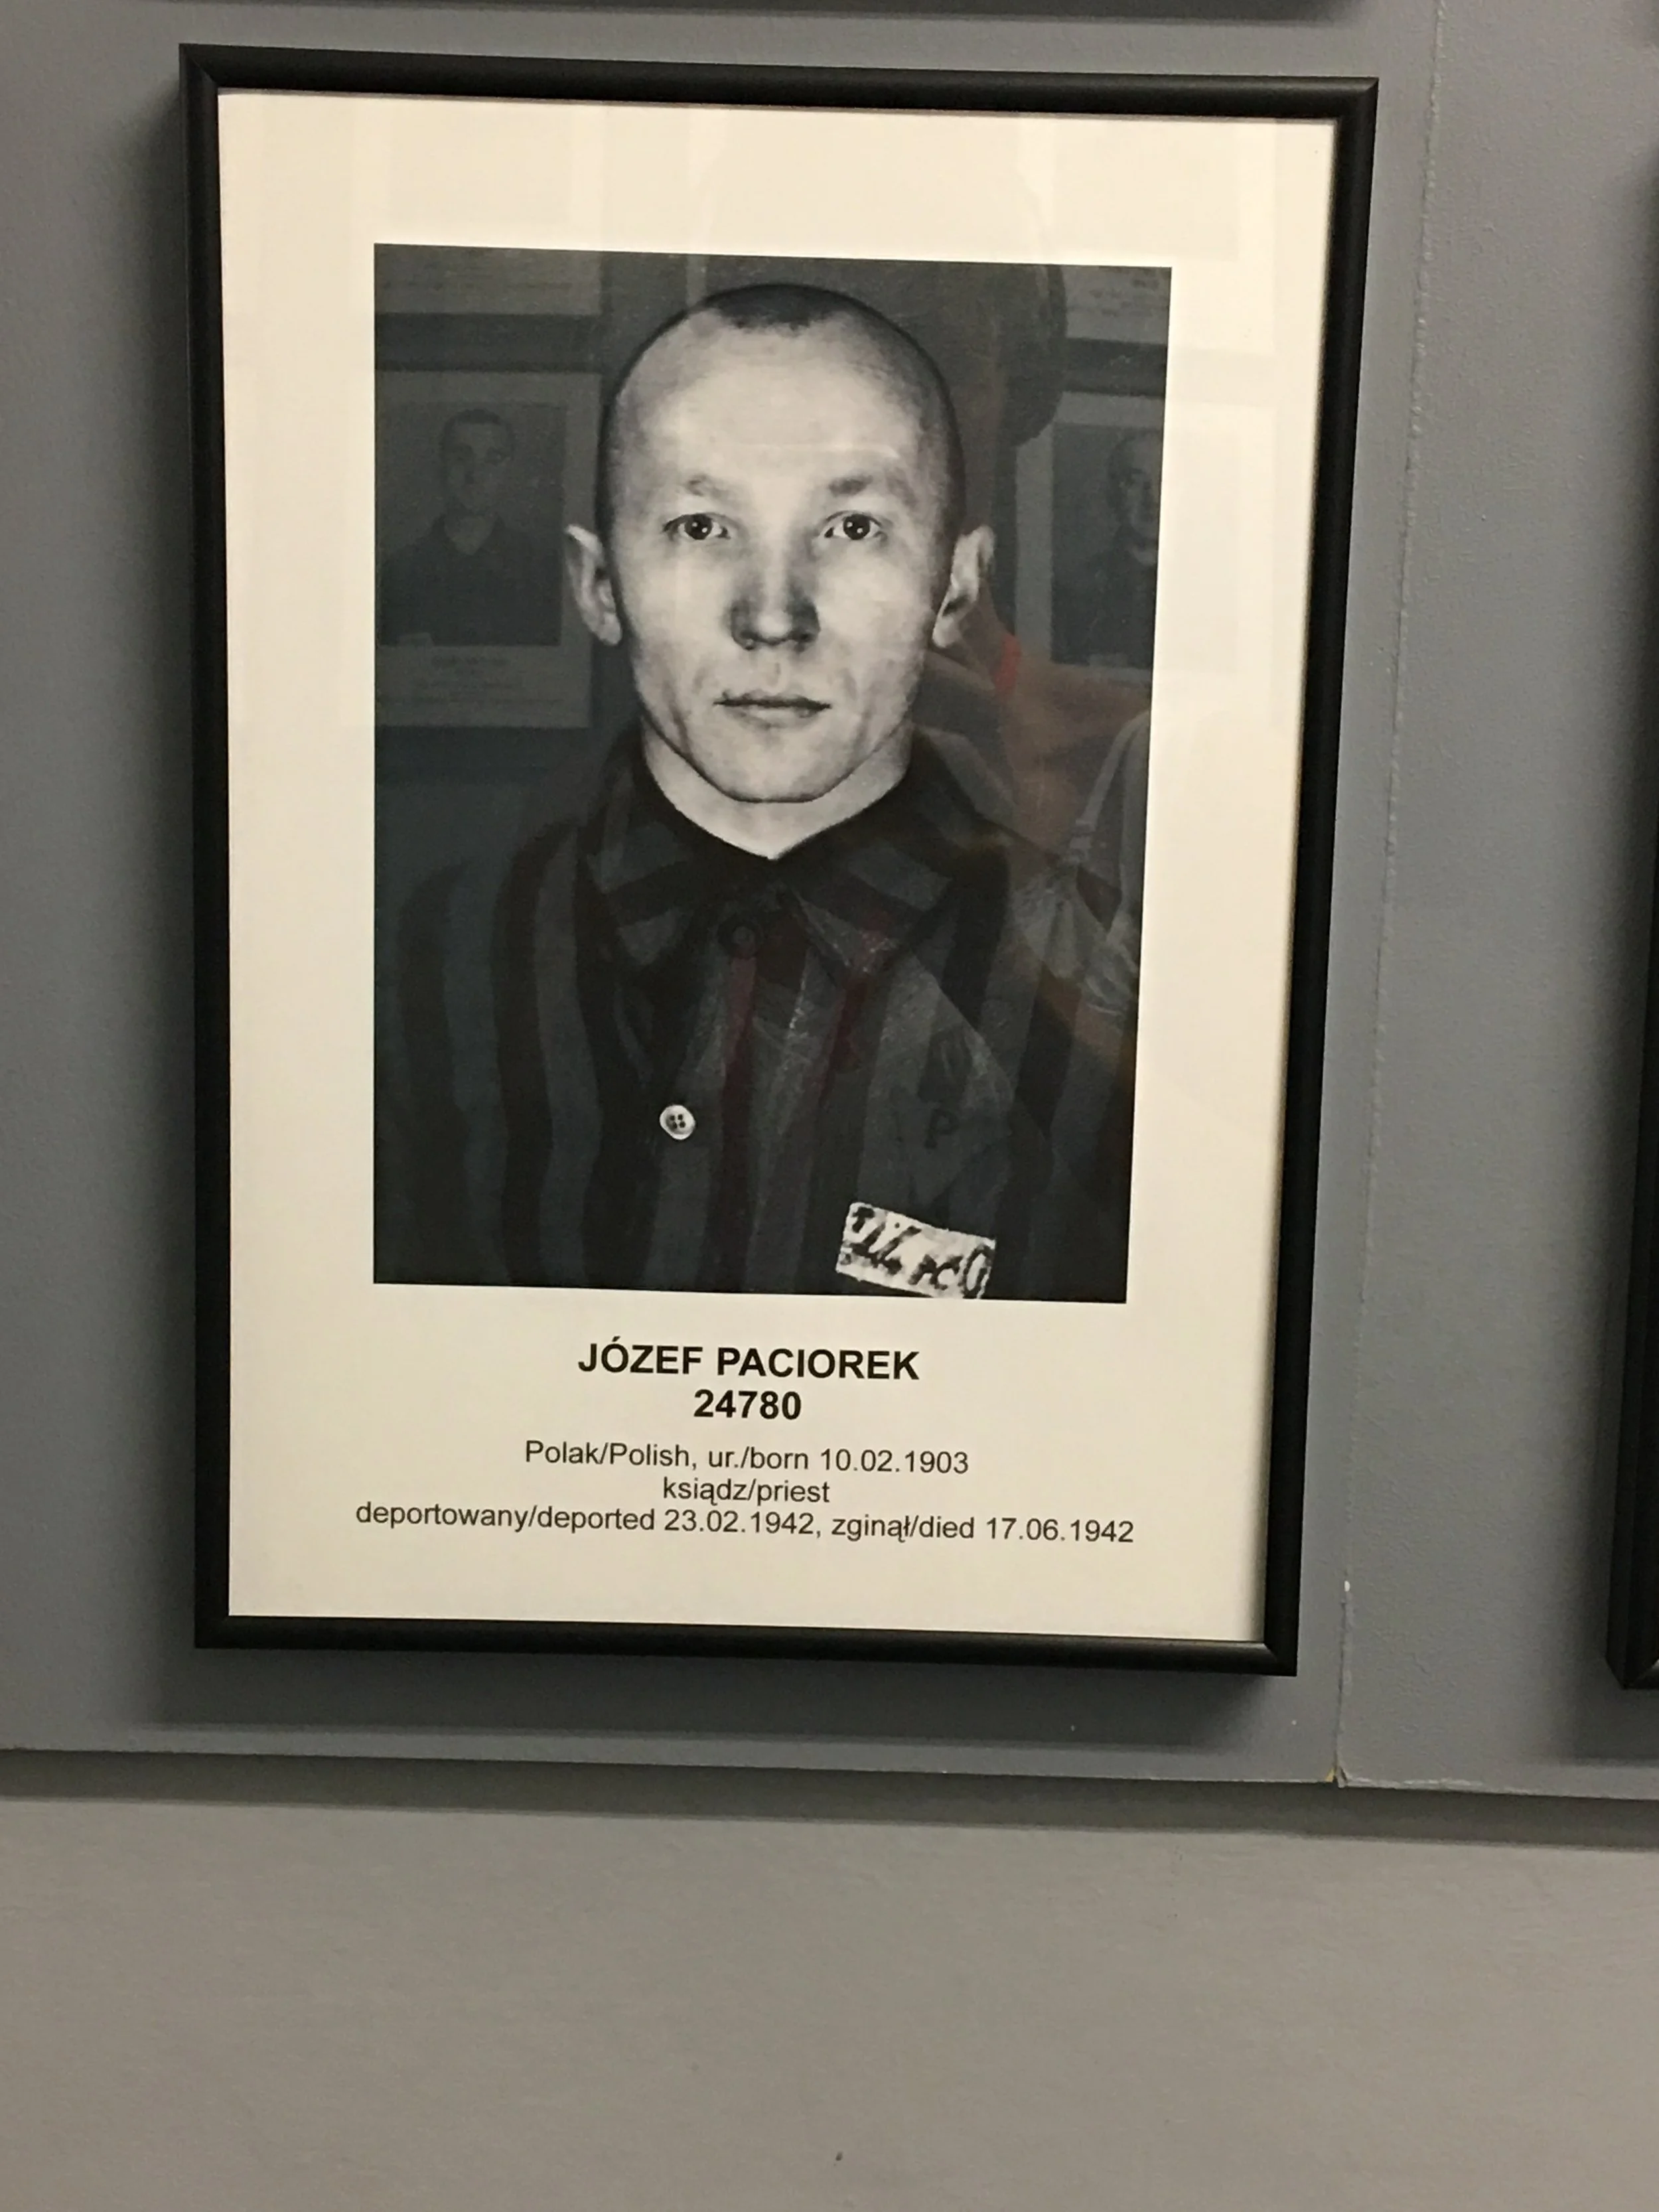 JÓZEF PACIOREK
24780
Polak/Polish, ur./born 10.02.1903
ksiądz/priest
deportowany/deported 23.02.1942, zginął/died 17.06.1942
P